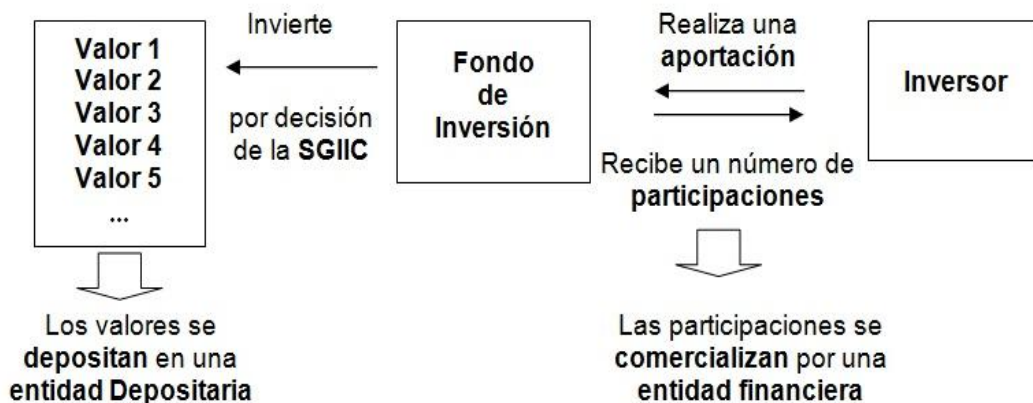 Valor 1
Valor 2
Valor 3
Valor 4
Valor 5
...
Invierte
por decisión
de la SGIIC
Fondo
de
Inversión
Realiza una
aportación
Recibe un número de
participaciones
Inversor
Los valores se
depositan en una
entidad Depositaria
Las participaciones se
comercializan por una
entidad financiera